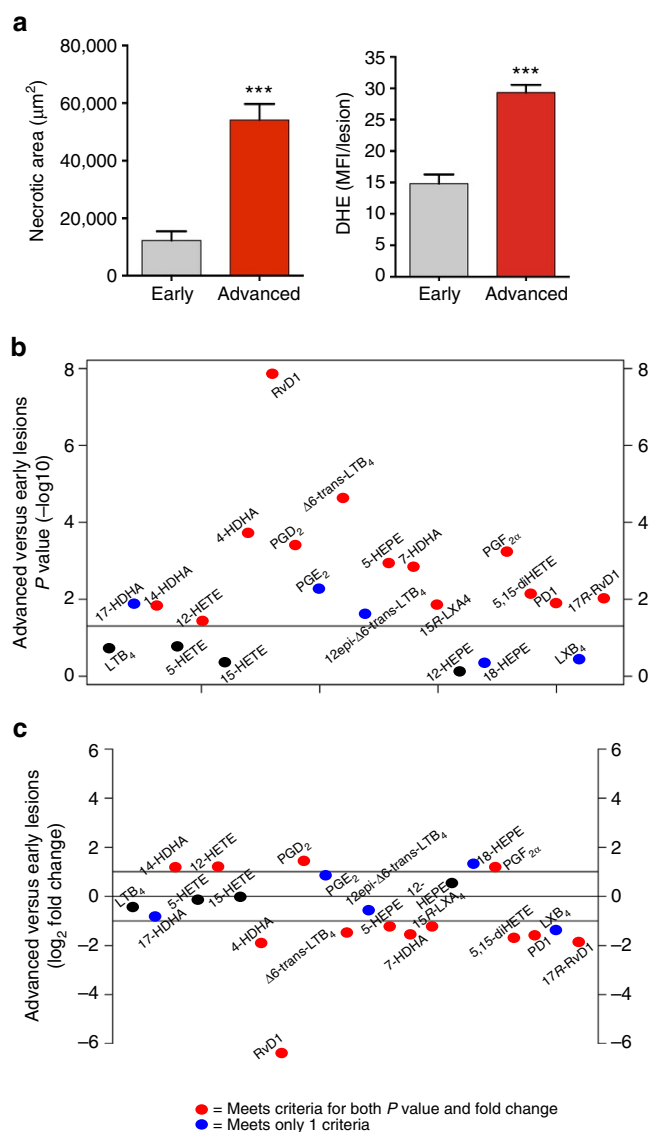 a
80,000
60,000
40,000
20,000
0
Necrotic area (μm²)
***
Early Advanced
35
30
25
20
15
10
5
0
DHE (MFI/lesion)
***
Early Advanced
b
Advanced versus early lesions
P value (−log10)
8
6
4
2
0
8
6
4
2
0
RvD1
Δ6-trans-LTB₄
4-HDHA
PGD₂
5-HEPE
7-HDHA
PGF₂α
17-HDHA
14-HDHA
12-HETE
PGE₂
12epi-Δ6-trans-LTB₄
15R-LXA4
5,15-diHETE
PD1
17R-RvD1
LTB₄
5-HETE
15-HETE
12-HEPE
18-HEPE
LXB₄
c
Advanced versus early lesions
(log₂ fold change)
6
4
2
0
−2
−4
−6
6
4
2
0
−2
−4
−6
14-HDHA
12-HETE
PGD₂
12epi-Δ6-trans-LTB₄
18-HEPE
PGF₂α
LTB₄
5-HETE
15-HETE
PGE₂
12-
HEPE
17-HDHA
4-HDHA
Δ6-trans-LTB₄
5-HEPE
7-HDHA
15R-LXA₄
5,15-diHETE
PD1
LXB₄
17R-RvD1
RvD1
= Meets criteria for both P value and fold change
= Meets only 1 criteria